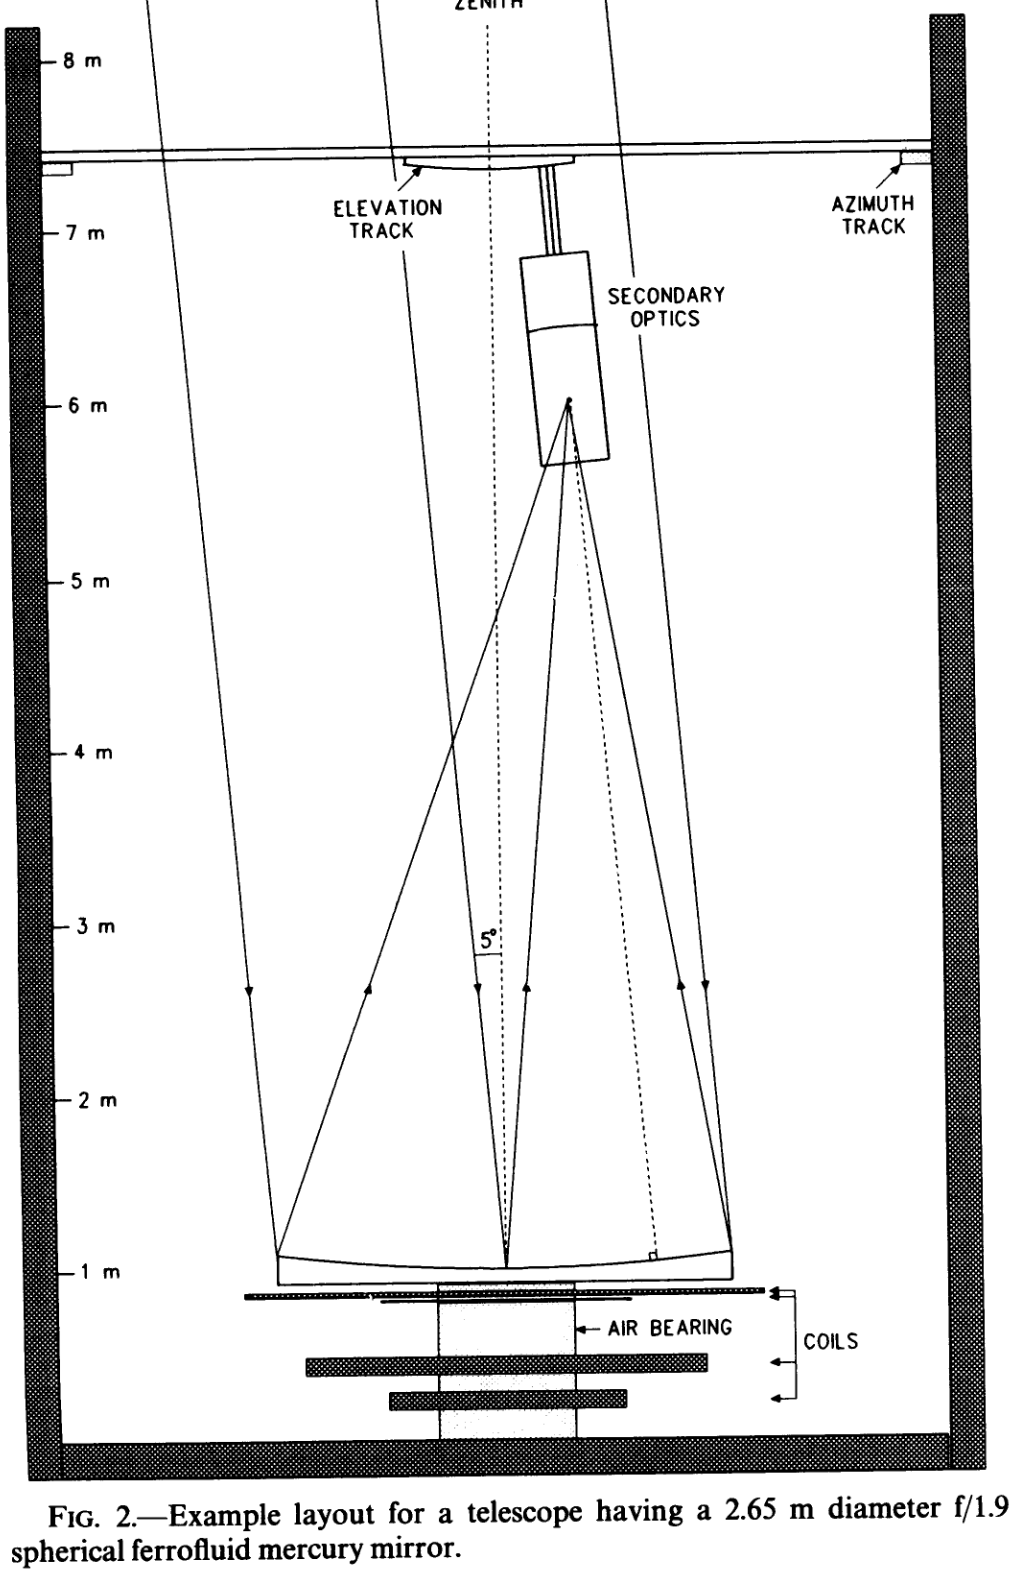 ZENITH
8 m
ELEVATION
TRACK
AZIMUTH
TRACK
7 m
SECONDARY
OPTICS
6 m
5 m
4 m
3 m
5°
2 m
1 m
AIR BEARING
COILS
FIG. 2.—Example layout for a telescope having a 2.65 m diameter f/1.9
spherical ferrofluid mercury mirror.